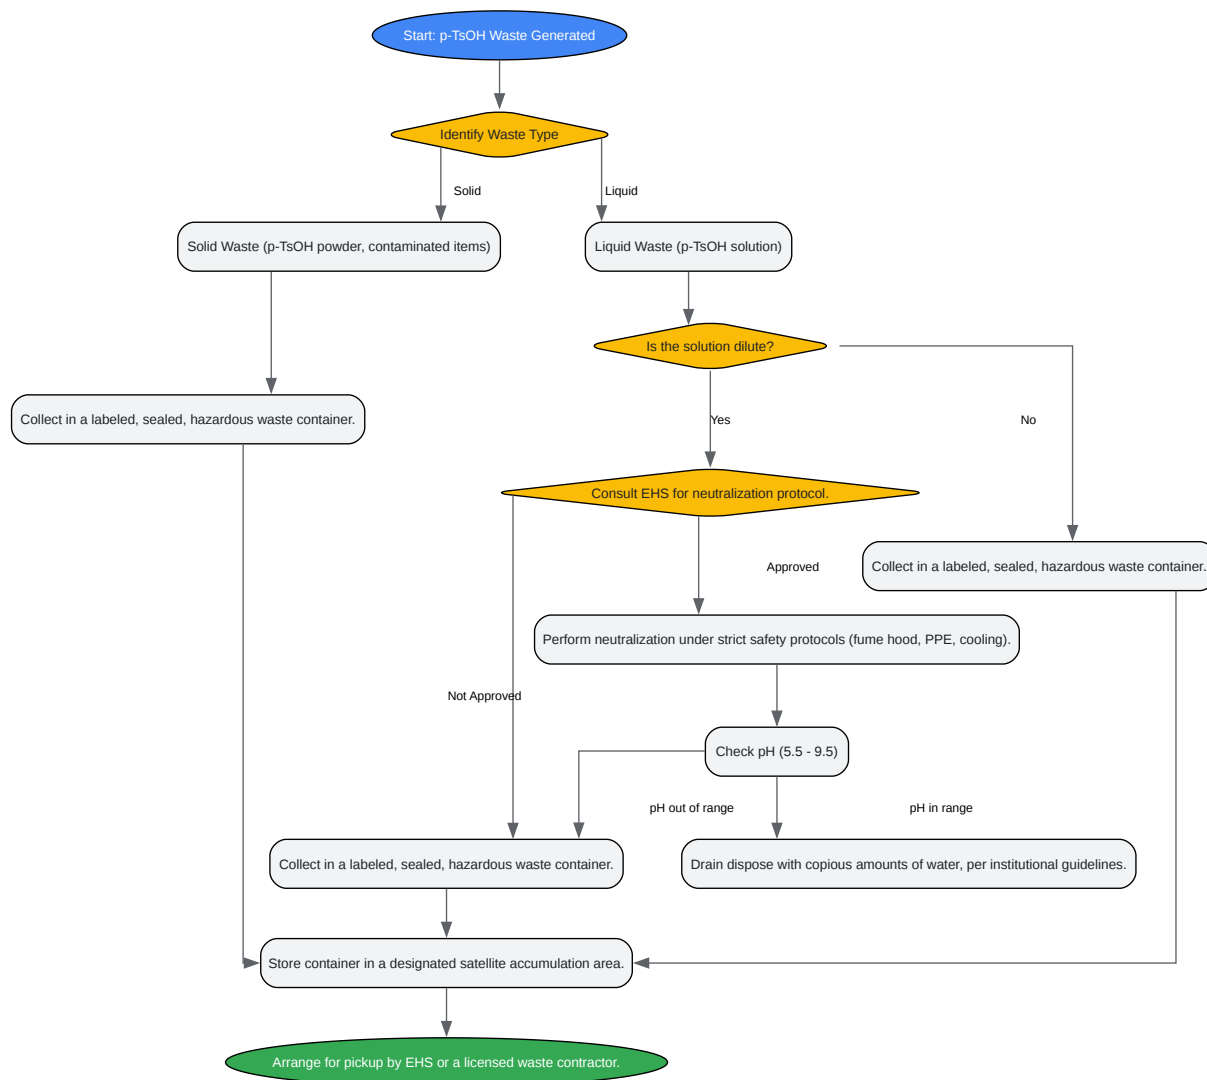 Start: p-TsOH Waste Generated
Identify Waste Type
Solid
Liquid
Solid Waste (p-TsOH powder, contaminated items)
Liquid Waste (p-TsOH solution)
Is the solution dilute?
Collect in a labeled, sealed, hazardous waste container.
Yes
No
Consult EHS for neutralization protocol.
Approved
Collect in a labeled, sealed, hazardous waste container.
Perform neutralization under strict safety protocols (fume hood, PPE, cooling).
Not Approved
Check pH (5.5 - 9.5)
pH out of range
pH in range
Collect in a labeled, sealed, hazardous waste container.
Drain dispose with copious amounts of water, per institutional guidelines.
Store container in a designated satellite accumulation area.
Arrange for pickup by EHS or a licensed waste contractor.